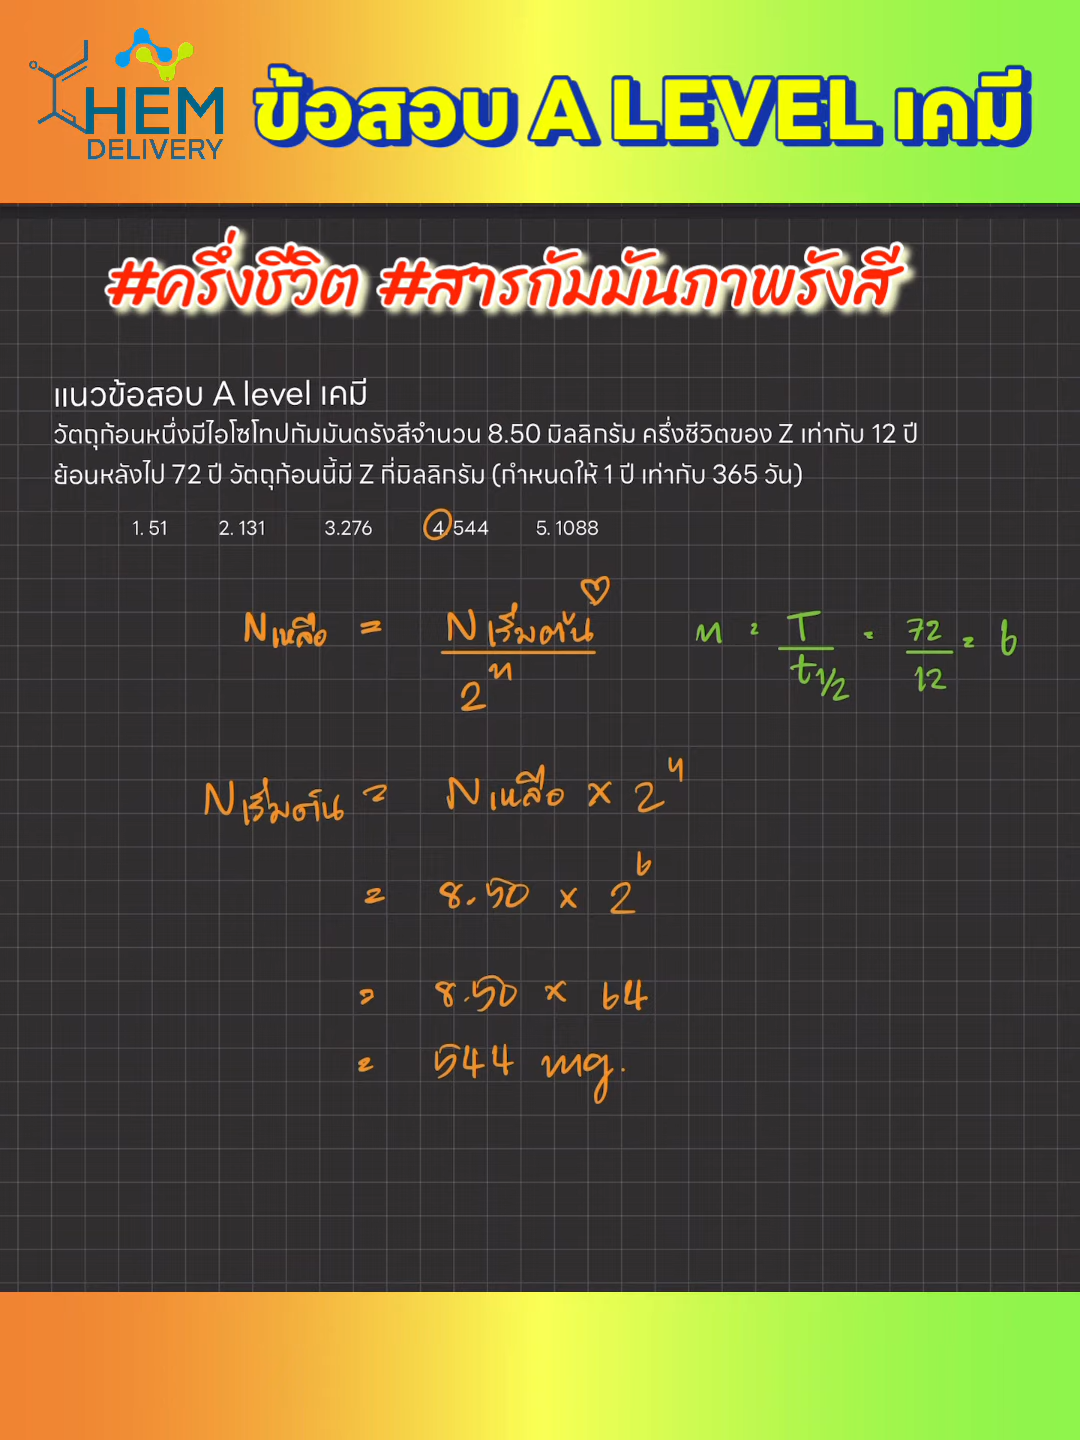 CHEM
DELIVERY
ข้อสอบ A LEVEL เคมี
#ครึ่งชีวิต #สารกัมมันภาพรังสี
แนวข้อสอบ A level เคมี
วัตถุก้อนหนึ่งมีไอโซโทปกัมมันตรังสีจำนวน 8.50 มิลลิกรัม ครึ่งชีวิตของ Z เท่ากับ 12 ปี
ย้อนหลังไป 72 ปี วัตถุก้อนนี้มี Z กี่มิลลิกรัม (กำหนดให้ 1 ปี เท่ากับ 365 วัน)
1. 51 2. 131 3.276 4 544 5. 1088
Nเหลือ = Nเริ่มต้น / 2^n n = T / t1/2 = 72 / 12 = 6
Nเริ่มต้น = Nเหลือ x 2^n
= 8.50 x 2^6
= 8.50 x 64
= 544 mg.